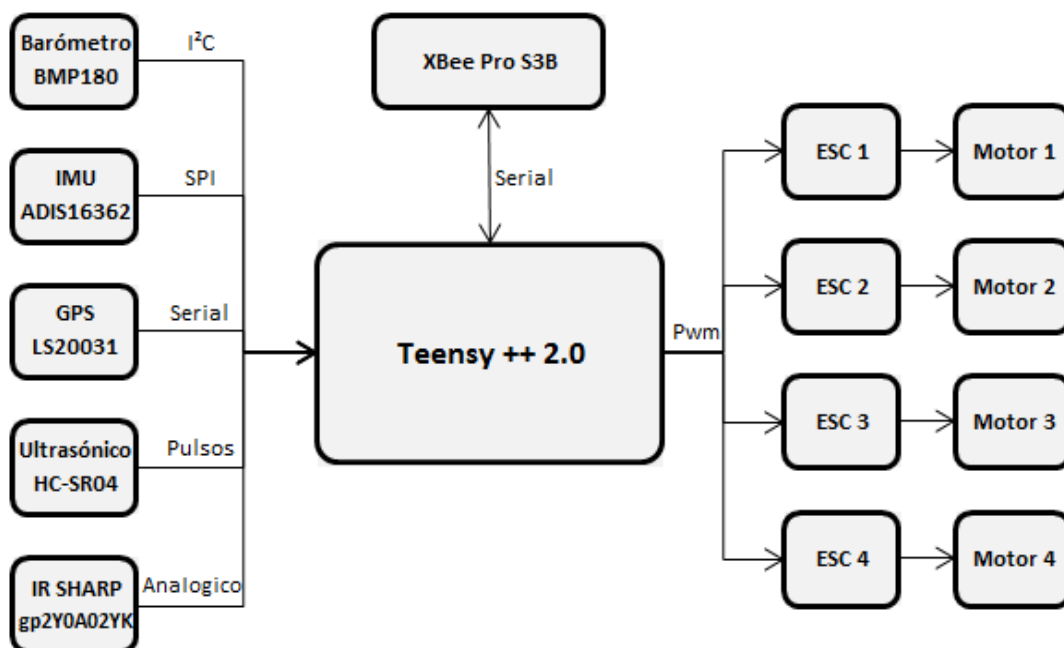 Barómetro
BMP180
I²C
IMU
ADIS16362
SPI
GPS
LS20031
Serial
Ultrasónico
HC-SR04
Pulsos
IR SHARP
gp2Y0A02YK
Analogico
XBee Pro S3B
Serial
Teensy ++ 2.0
Pwm
ESC 1
Motor 1
ESC 2
Motor 2
ESC 3
Motor 3
ESC 4
Motor 4